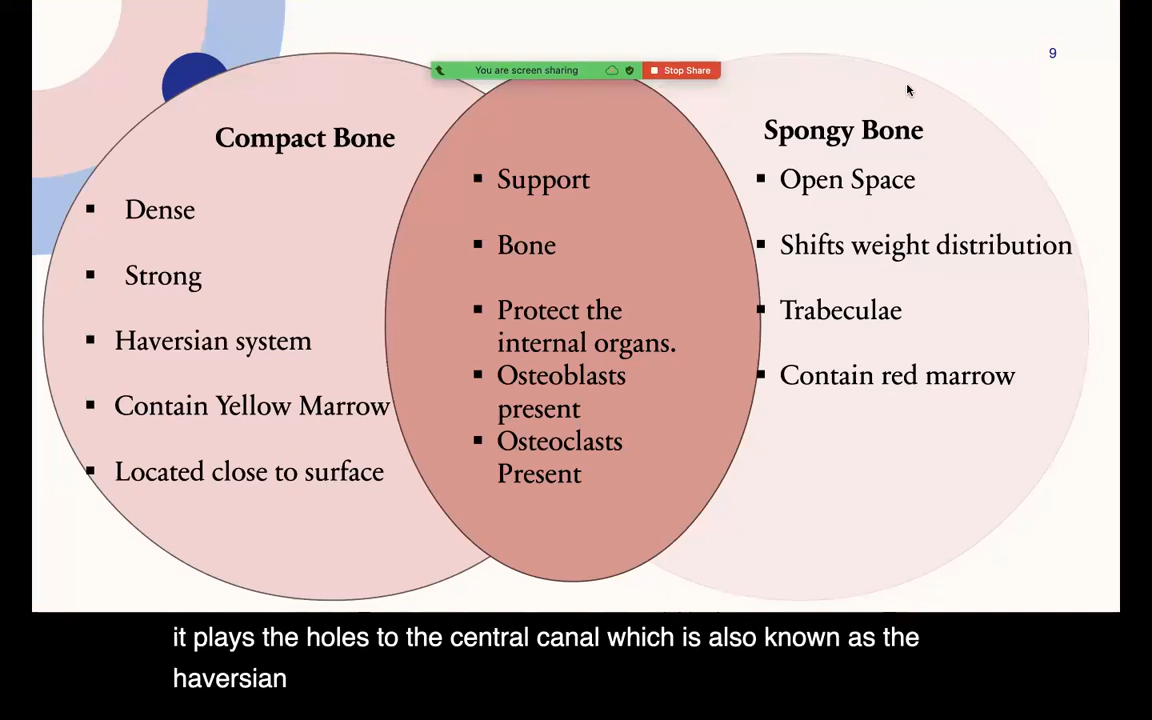 9
You are screen sharing
Stop Share
Compact Bone
▪ Dense
▪ Strong
▪ Haversian system
▪ Contain Yellow Marrow
▪ Located close to surface
▪ Support
▪ Bone
▪ Protect the
internal organs.
▪ Osteoblasts
present
▪ Osteoclasts
Present
Spongy Bone
▪ Open Space
▪ Shifts weight distribution
▪ Trabeculae
▪ Contain red marrow
it plays the holes to the central canal which is also known as the
haversian